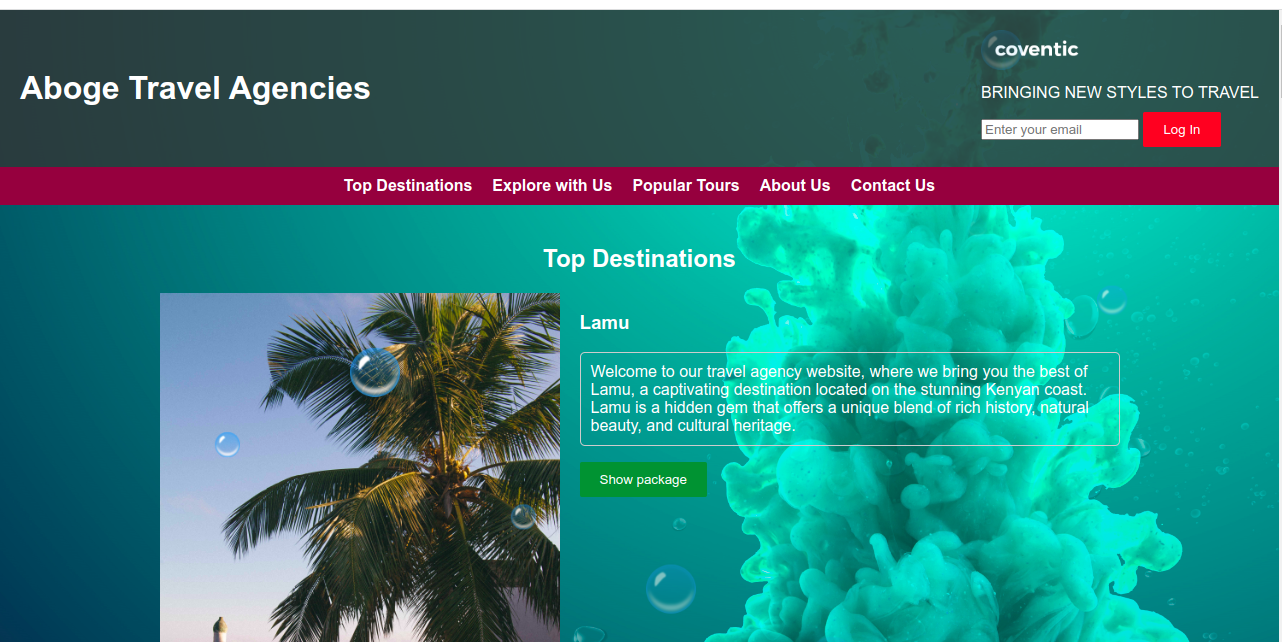 Aboge Travel Agencies
coventic
BRINGING NEW STYLES TO TRAVEL
Enter your email
Log In
Top Destinations Explore with Us Popular Tours About Us Contact Us
Top Destinations
Lamu
Welcome to our travel agency website, where we bring you the best of
Lamu, a captivating destination located on the stunning Kenyan coast.
Lamu is a hidden gem that offers a unique blend of rich history, natural
beauty, and cultural heritage.
Show package